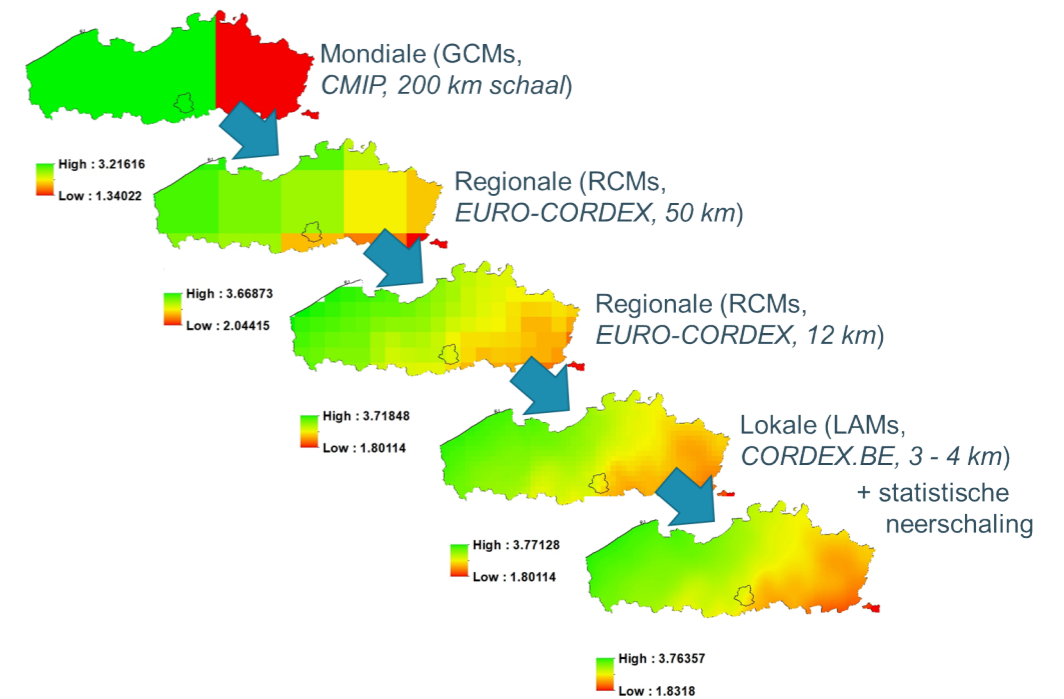 Mondiale (GCMs,
CMIP, 200 km schaal)
High : 3.21616
Low : 1.34022
Regionale (RCMs,
EURO-CORDEX, 50 km)
High : 3.66873
Low : 2.04415
Regionale (RCMs,
EURO-CORDEX, 12 km)
High : 3.71848
Low : 1.80114
Lokale (LAMs,
CORDEX.BE, 3 - 4 km)
+ statistische
neerschaling
High : 3.77128
Low : 1.80114
High : 3.76357
Low : 1.8318